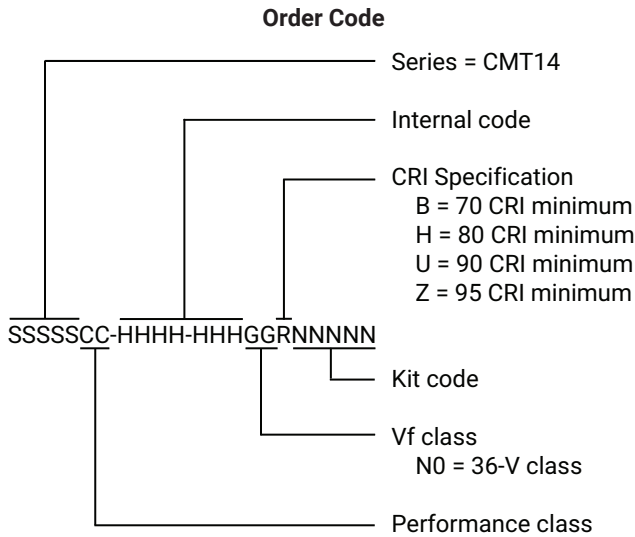 Order Code
Series = CMT14
Internal code
CRI Specification
B = 70 CRI minimum
H = 80 CRI minimum
U = 90 CRI minimum
Z = 95 CRI minimum
SSSSSCC-HHHH-HHHGGRNNNNN
Kit code
Vf class
N0 = 36-V class
Performance class